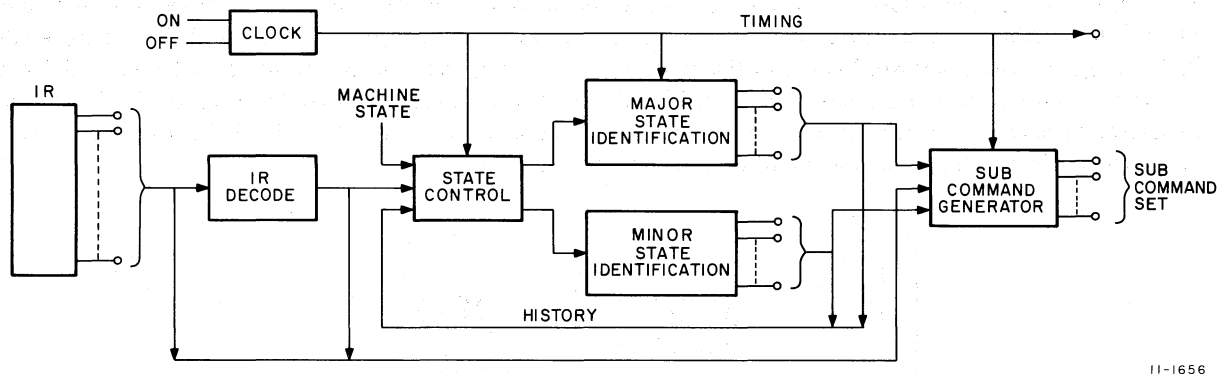 ON
OFF
CLOCK
TIMING
IR
MACHINE
STATE
MAJOR
STATE
IDENTIFICATION
IR
DECODE
STATE
CONTROL
SUB
COMMAND
GENERATOR
SUB
COMMAND
SET
MINOR
STATE
IDENTIFICATION
HISTORY
11-1656